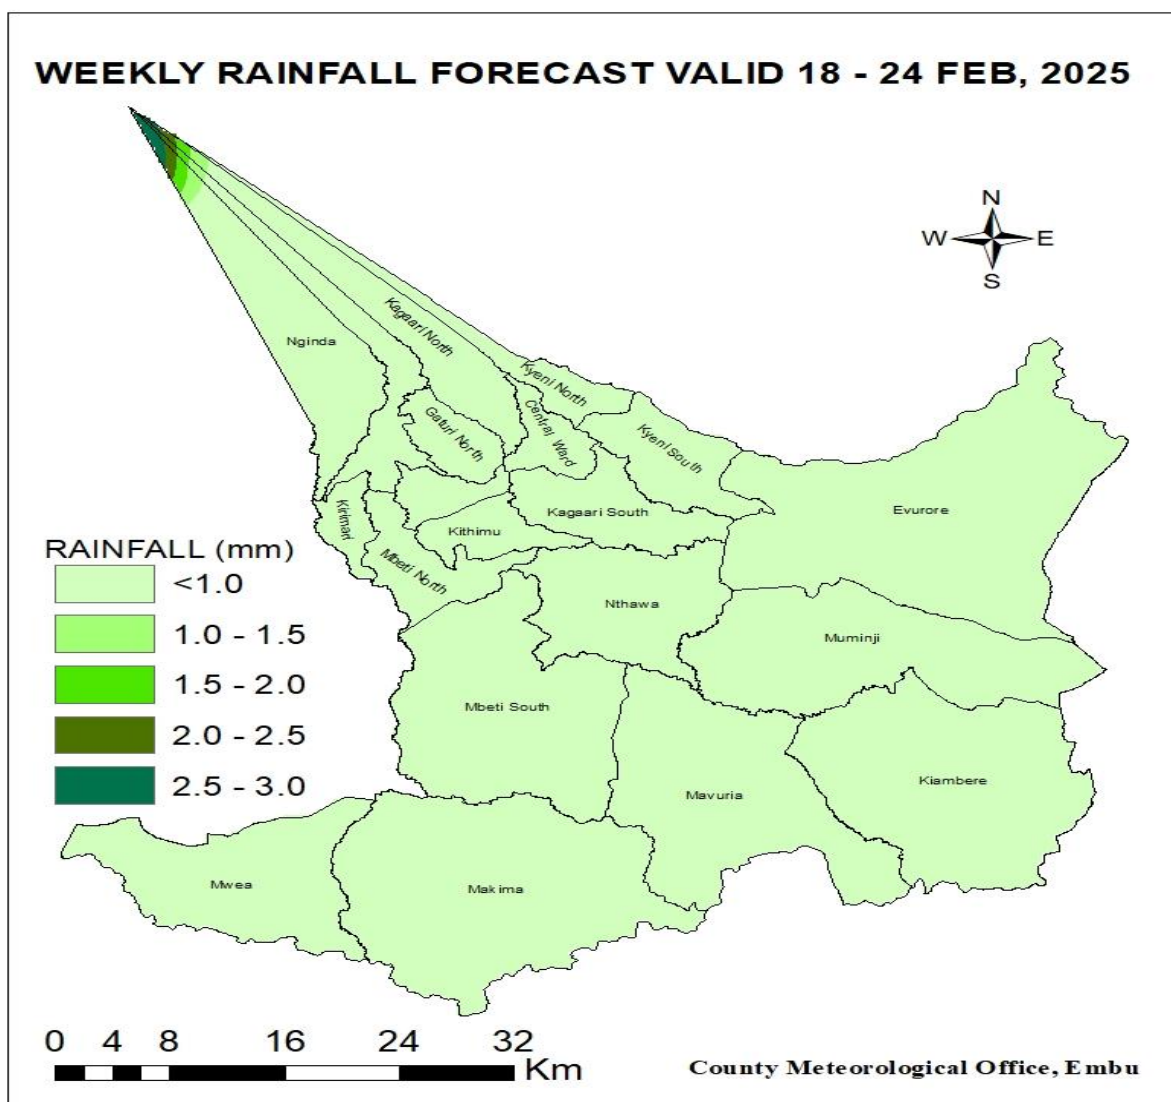 WEEKLY RAINFALL FORECAST VALID 18 - 24 FEB, 2025
N
W
E
S
Nginda
Kagaari North
Kyeni North
Gaturi North
Central Ward
Kyeni South
Kirimari
Kithimu
Kagaari South
Evurore
Mbeti North
Nthawa
Muminji
Mbeti South
Mavuria
Kiambere
Mwea
Makima
RAINFALL (mm)
<1.0
1.0 - 1.5
1.5 - 2.0
2.0 - 2.5
2.5 - 3.0
0 4 8 16 24 32
Km
County Meteorological Office, Embu